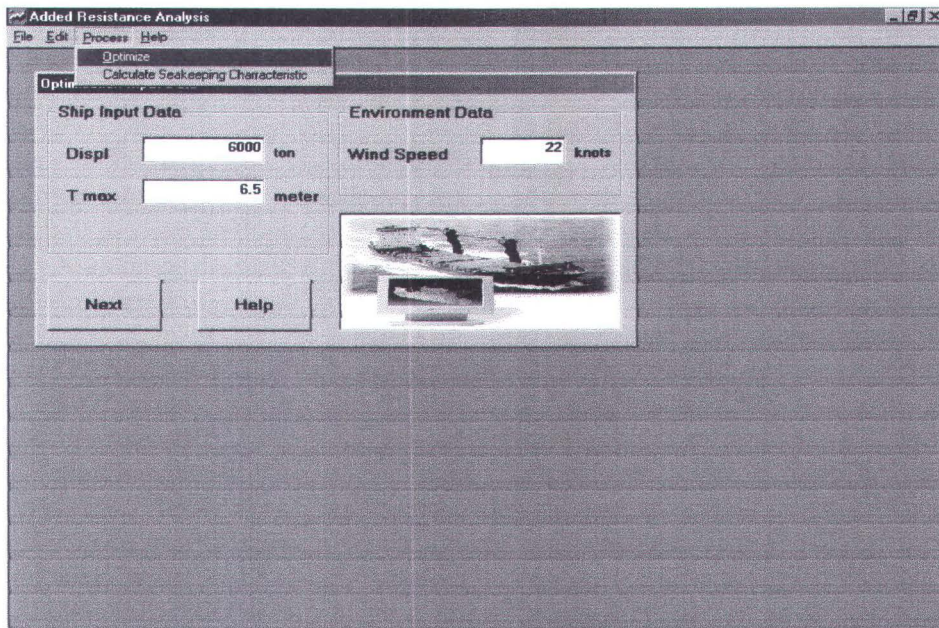 Added Resistance Analysis
File Edit Process Help
Optimize
Calculate Seakeeping Charracteristic
Ship Input Data
Displ 6000 ton
T max 6.5 meter
Environment Data
Wind Speed 22 knots
Next
Help